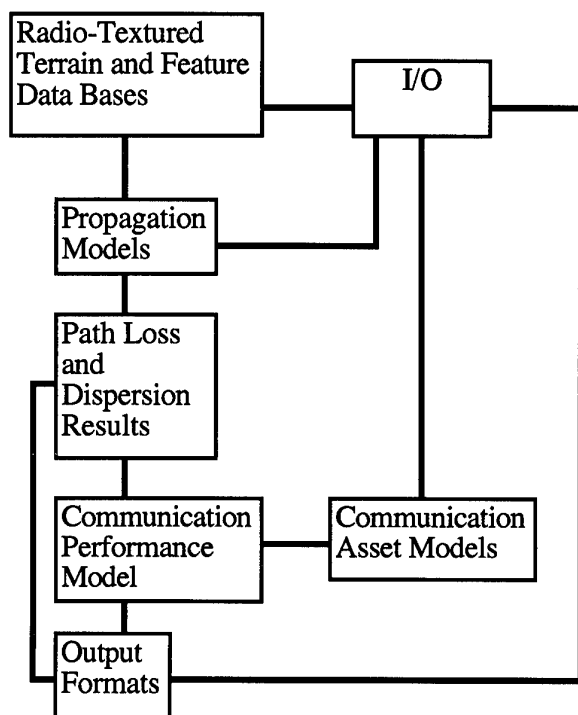 Radio-Textured
Terrain and Feature
Data Bases
I/O
Propagation
Models
Path Loss
and
Dispersion
Results
Communication
Performance
Model
Communication
Asset Models
Output
Formats